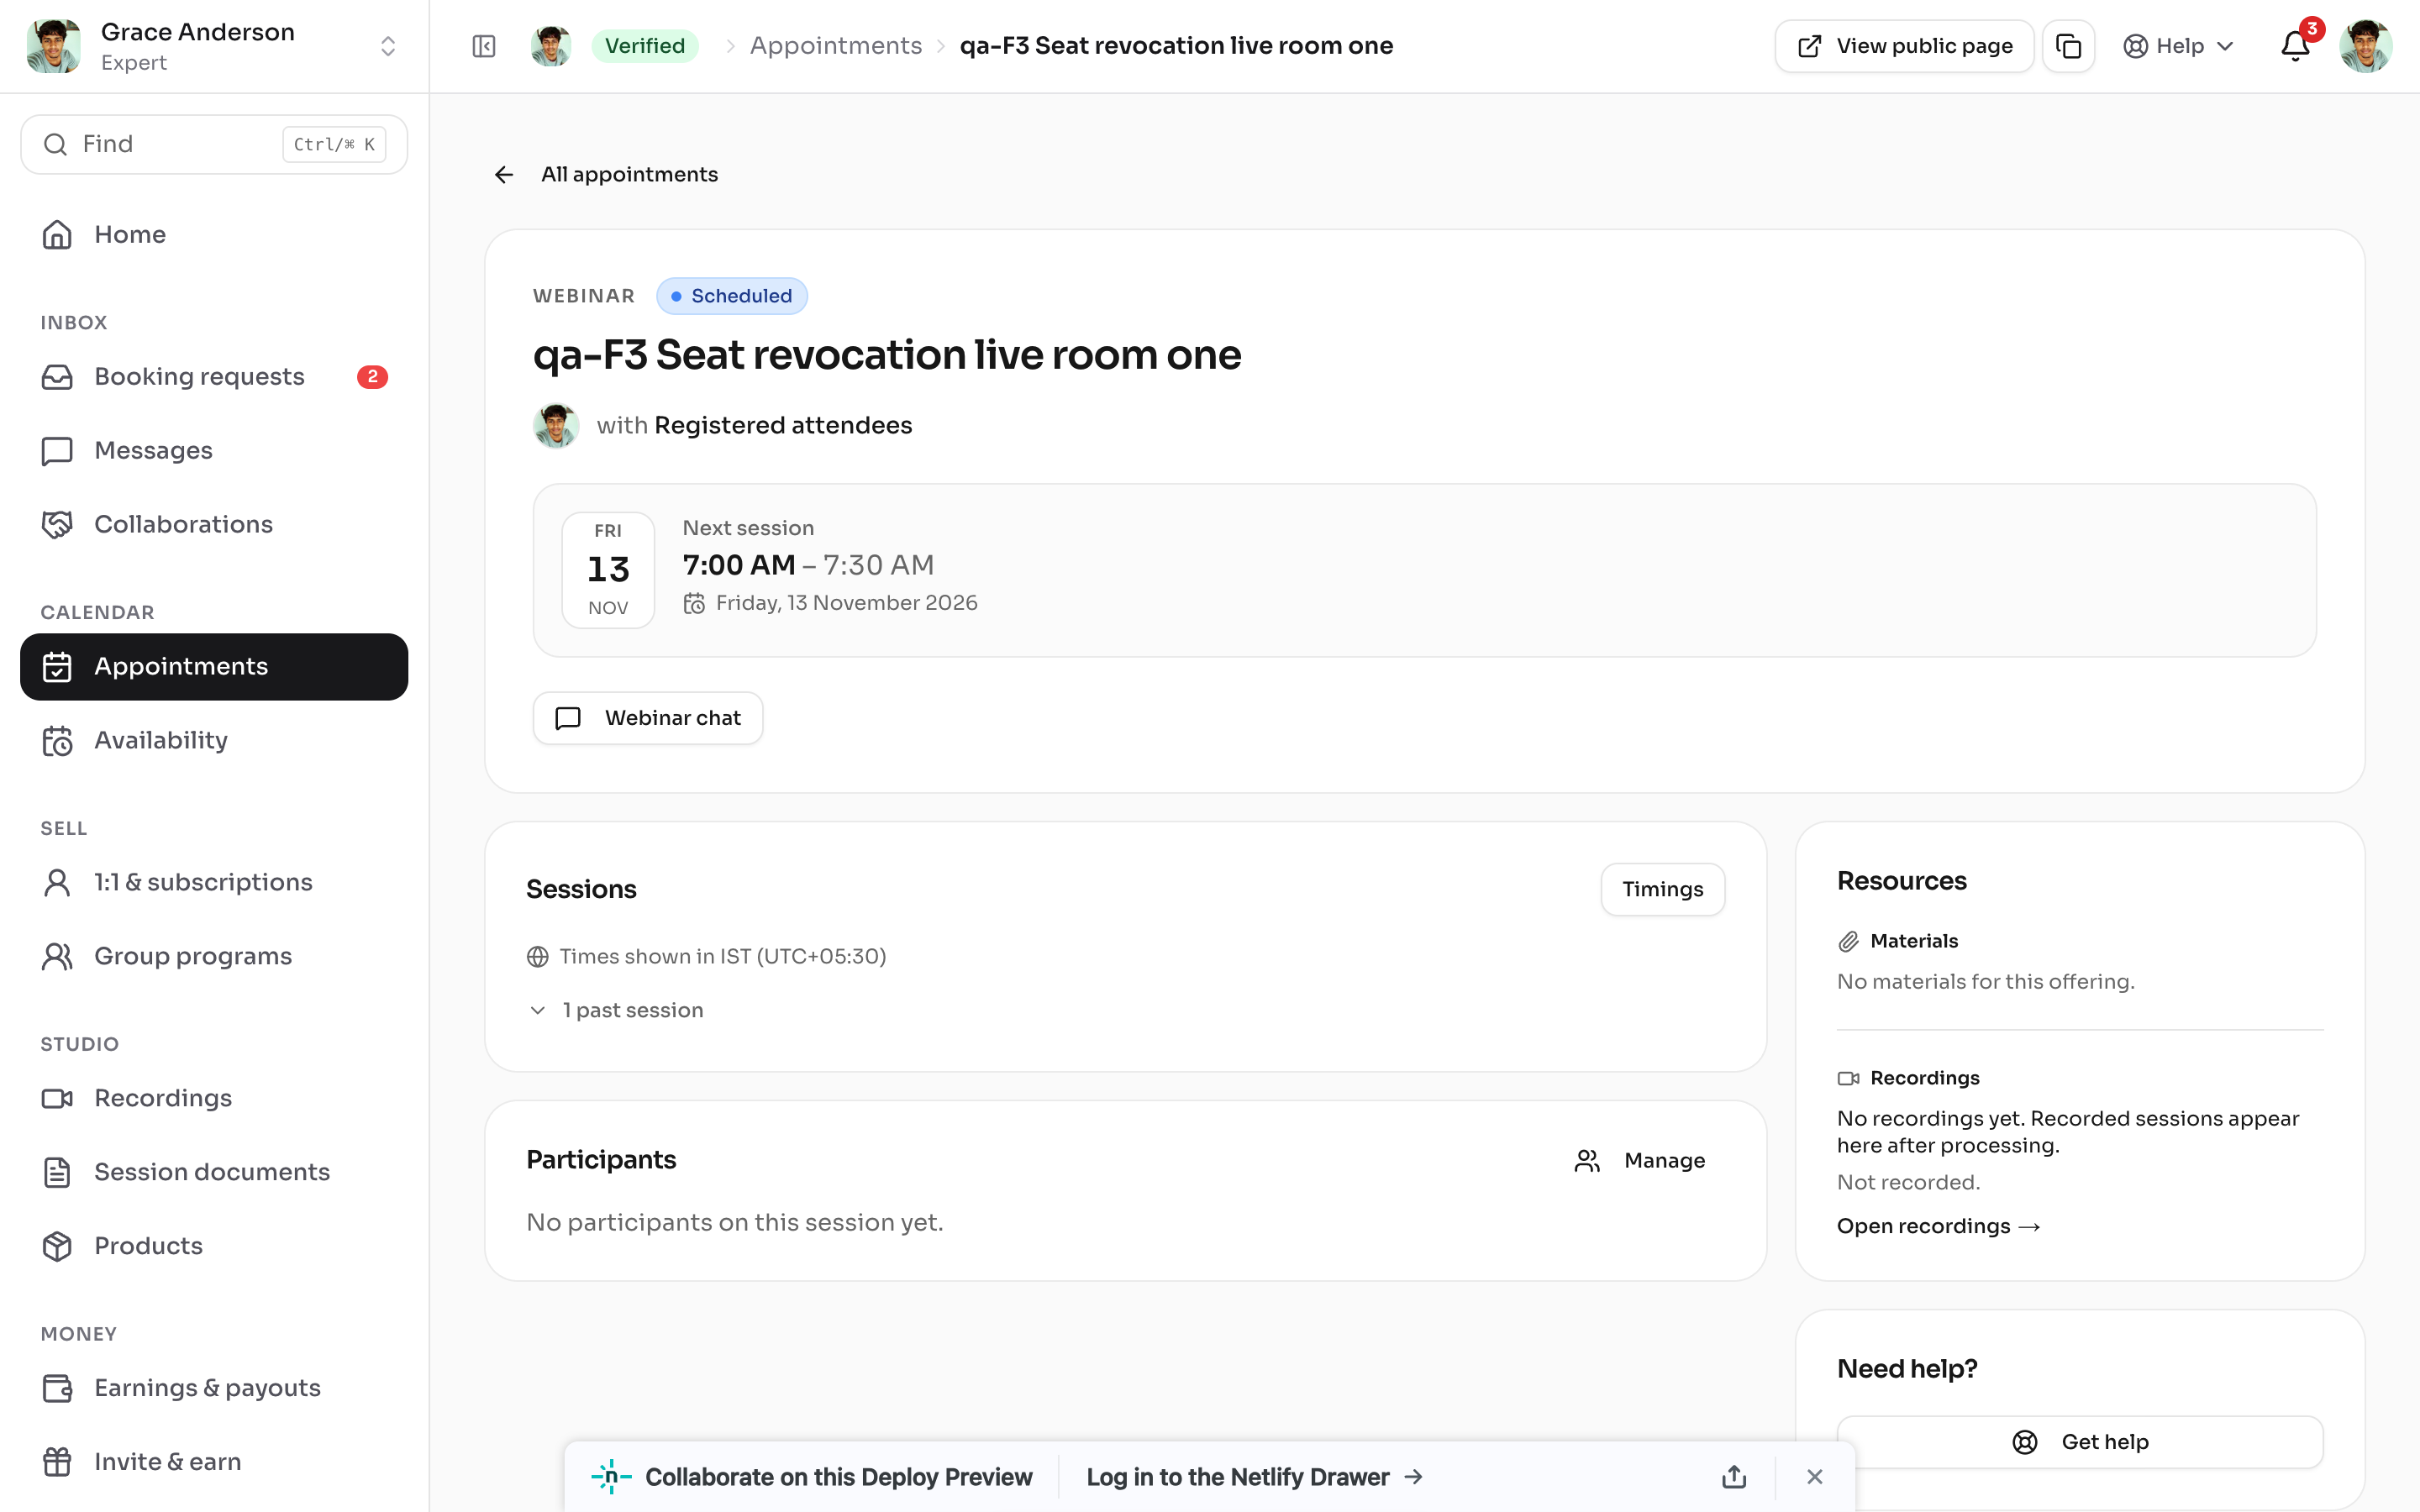 Grace Anderson
Expert
Find
Ctrl/⌘ K
Home
INBOX
Booking requests
2
Messages
Collaborations
CALENDAR
Appointments
Availability
SELL
1:1 & subscriptions
Group programs
STUDIO
Recordings
Session documents
Products
MONEY
Earnings & payouts
Invite & earn
Verified
Appointments
qa-F3 Seat revocation live room one
View public page
Help
3
All appointments
WEBINAR
Scheduled
qa-F3 Seat revocation live room one
with Registered attendees
FRI
13
NOV
Next session
7:00 AM – 7:30 AM
Friday, 13 November 2026
Webinar chat
Sessions
Timings
Times shown in IST (UTC+05:30)
1 past session
Participants
Manage
No participants on this session yet.
Resources
Materials
No materials for this offering.
Recordings
No recordings yet. Recorded sessions appear
here after processing.
Not recorded.
Open recordings →
Need help?
Get help
n
Collaborate on this Deploy Preview
Log in to the Netlify Drawer →